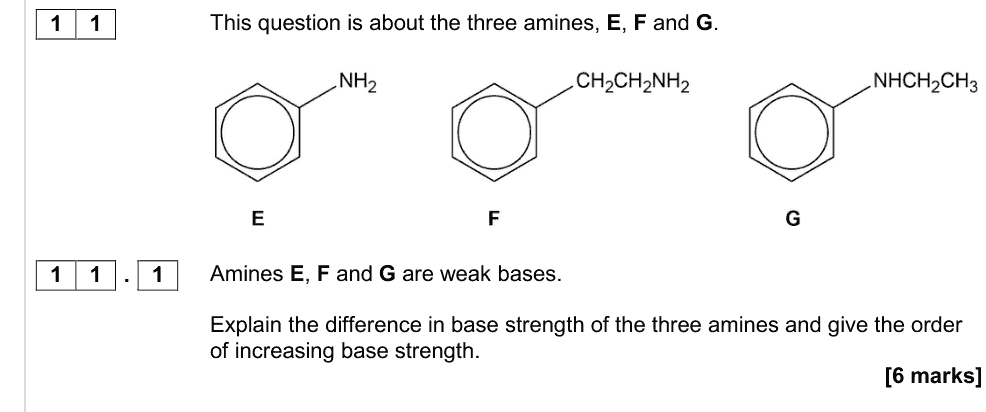 1 1 This question is about the three amines, E, F and G.
NH₂ CH₂CH₂NH₂ NHCH₂CH₃
E F G
1 1 . 1 Amines E, F and G are weak bases.
Explain the difference in base strength of the three amines and give the order
of increasing base strength.
[6 marks]